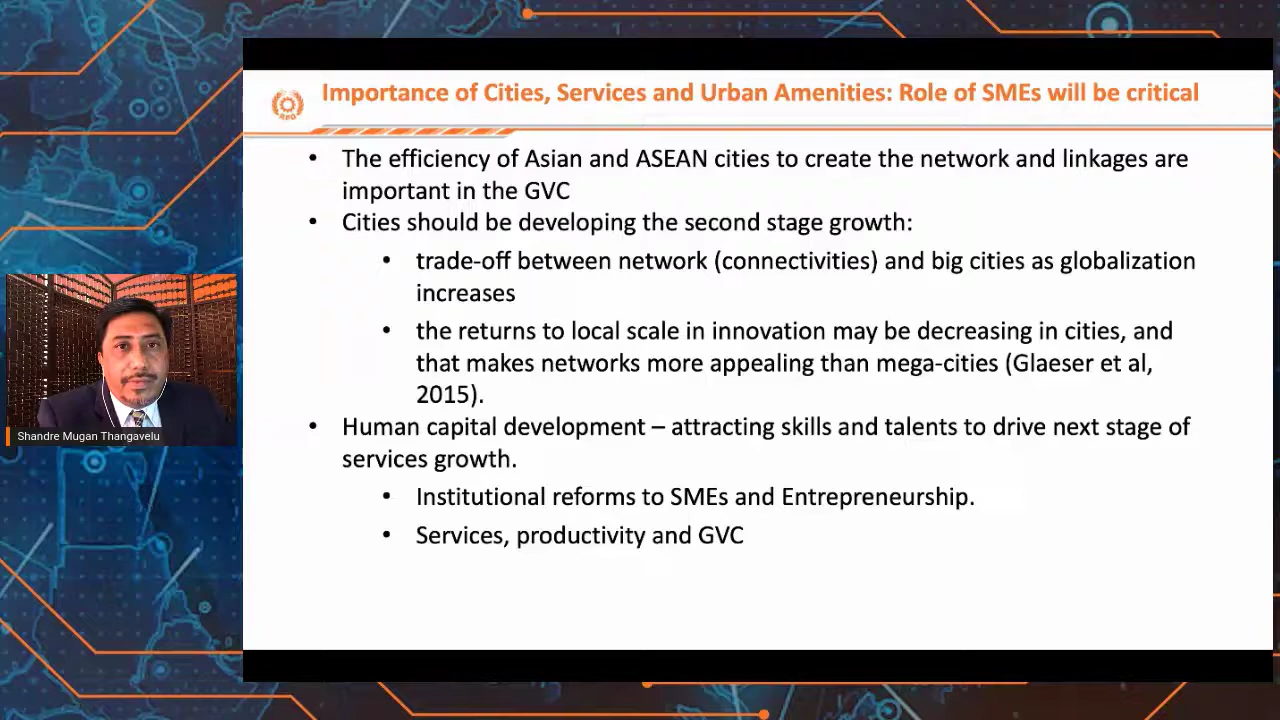 Importance of Cities, Services and Urban Amenities: Role of SMEs will be critical
• The efficiency of Asian and ASEAN cities to create the network and linkages are
important in the GVC
• Cities should be developing the second stage growth:
• trade-off between network (connectivities) and big cities as globalization
increases
• the returns to local scale in innovation may be decreasing in cities, and
that makes networks more appealing than mega-cities (Glaeser et al,
2015).
• Human capital development – attracting skills and talents to drive next stage of
services growth.
• Institutional reforms to SMEs and Entrepreneurship.
• Services, productivity and GVC
Shandre Mugan Thangavelu